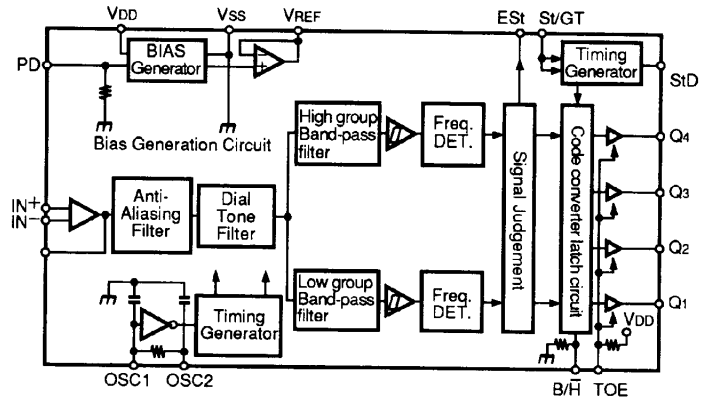 VDD
VSS
VREF
ESt
St/GT
PD
BIAS
Generator
Timing
Generator
StD
Bias Generation Circuit
High group
Band-pass
filter
Freq.
DET.
Signal Judgement
Code converter
latch circuit
Q4
Q3
Q2
Q1
IN+
IN−
Anti-
Aliasing
Filter
Dial
Tone
Filter
Low group
Band-pass
filter
Freq.
DET.
Timing
Generator
VDD
OSC1
OSC2
B/H̅
TOE